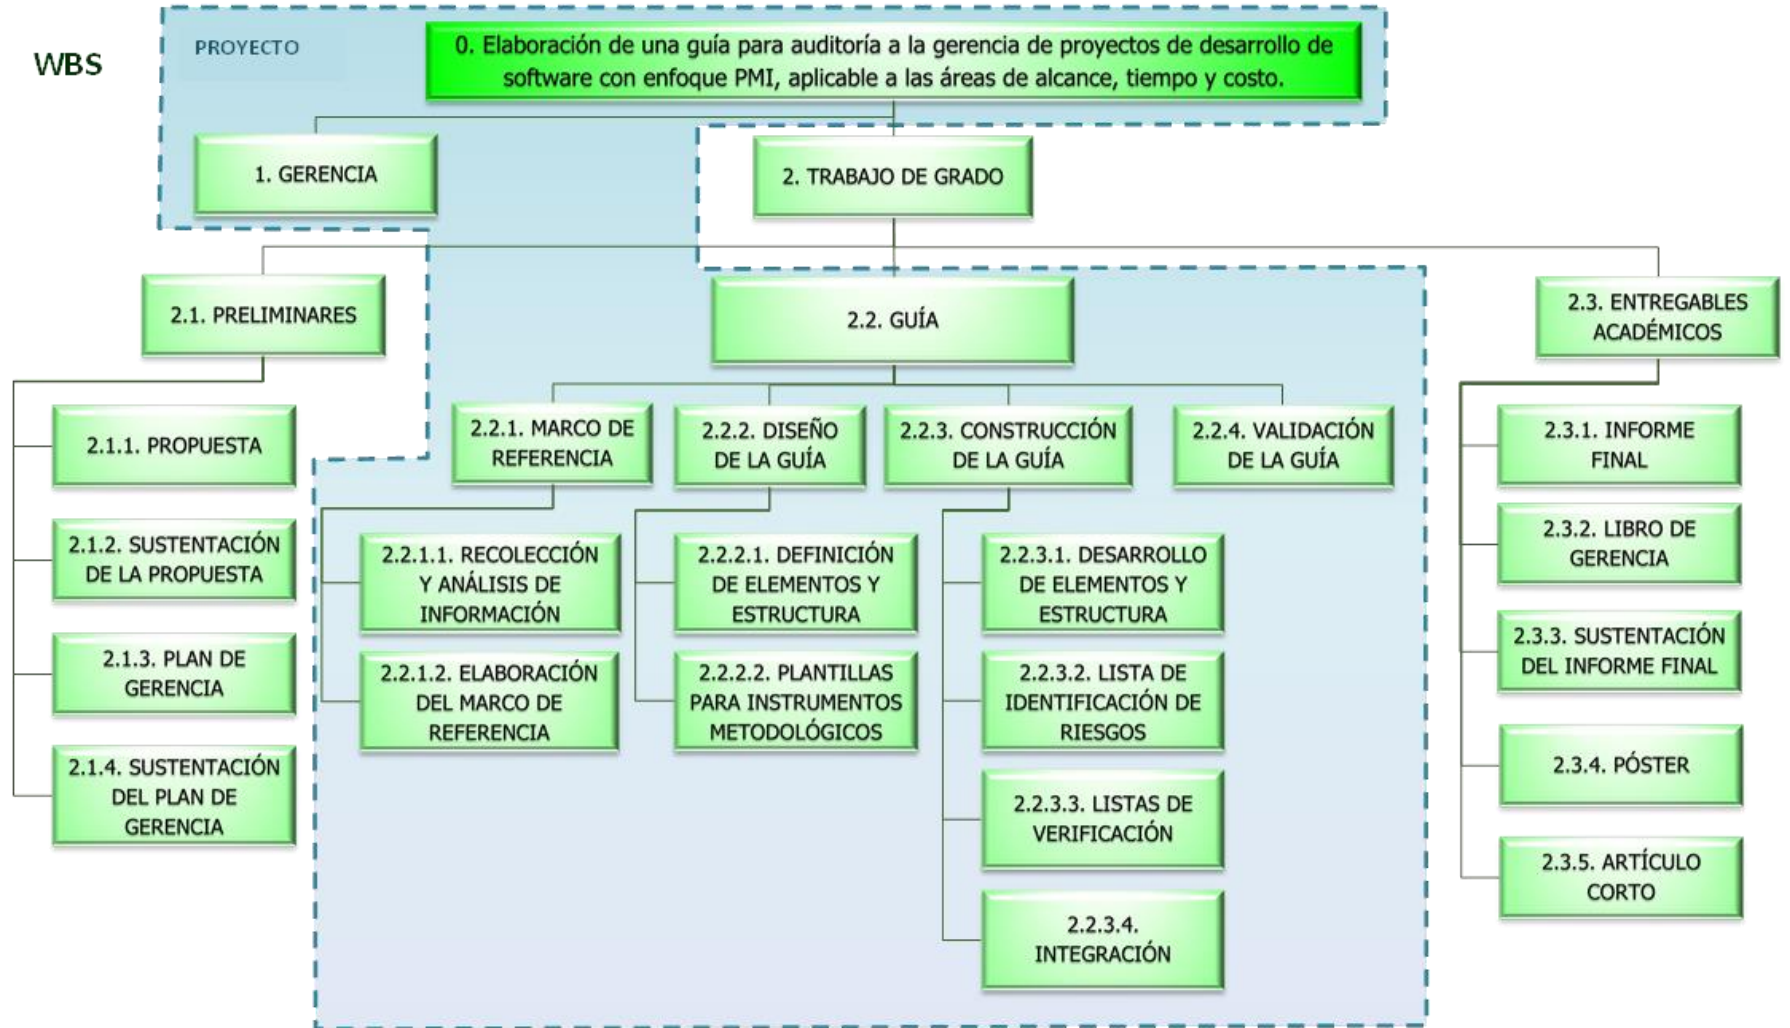 WBS
PROYECTO
0. Elaboración de una guía para auditoría a la gerencia de proyectos de desarrollo de
software con enfoque PMI, aplicable a las áreas de alcance, tiempo y costo.
1. GERENCIA
2. TRABAJO DE GRADO
2.1. PRELIMINARES
2.1.1. PROPUESTA
2.1.2. SUSTENTACIÓN
DE LA PROPUESTA
2.1.3. PLAN DE
GERENCIA
2.1.4. SUSTENTACIÓN
DEL PLAN DE
GERENCIA
2.2. GUÍA
2.2.1. MARCO DE
REFERENCIA
2.2.1.1. RECOLECCIÓN
Y ANÁLISIS DE
INFORMACIÓN
2.2.1.2. ELABORACIÓN
DEL MARCO DE
REFERENCIA
2.2.2. DISEÑO
DE LA GUÍA
2.2.2.1. DEFINICIÓN
DE ELEMENTOS Y
ESTRUCTURA
2.2.2.2. PLANTILLAS
PARA INSTRUMENTOS
METODOLÓGICOS
2.2.3. CONSTRUCCIÓN
DE LA GUÍA
2.2.3.1. DESARROLLO
DE ELEMENTOS Y
ESTRUCTURA
2.2.3.2. LISTA DE
IDENTIFICACIÓN DE
RIESGOS
2.2.3.3. LISTAS DE
VERIFICACIÓN
2.2.3.4.
INTEGRACIÓN
2.2.4. VALIDACIÓN
DE LA GUÍA
2.3. ENTREGABLES
ACADÉMICOS
2.3.1. INFORME
FINAL
2.3.2. LIBRO DE
GERENCIA
2.3.3. SUSTENTACIÓN
DEL INFORME FINAL
2.3.4. PÓSTER
2.3.5. ARTÍCULO
CORTO